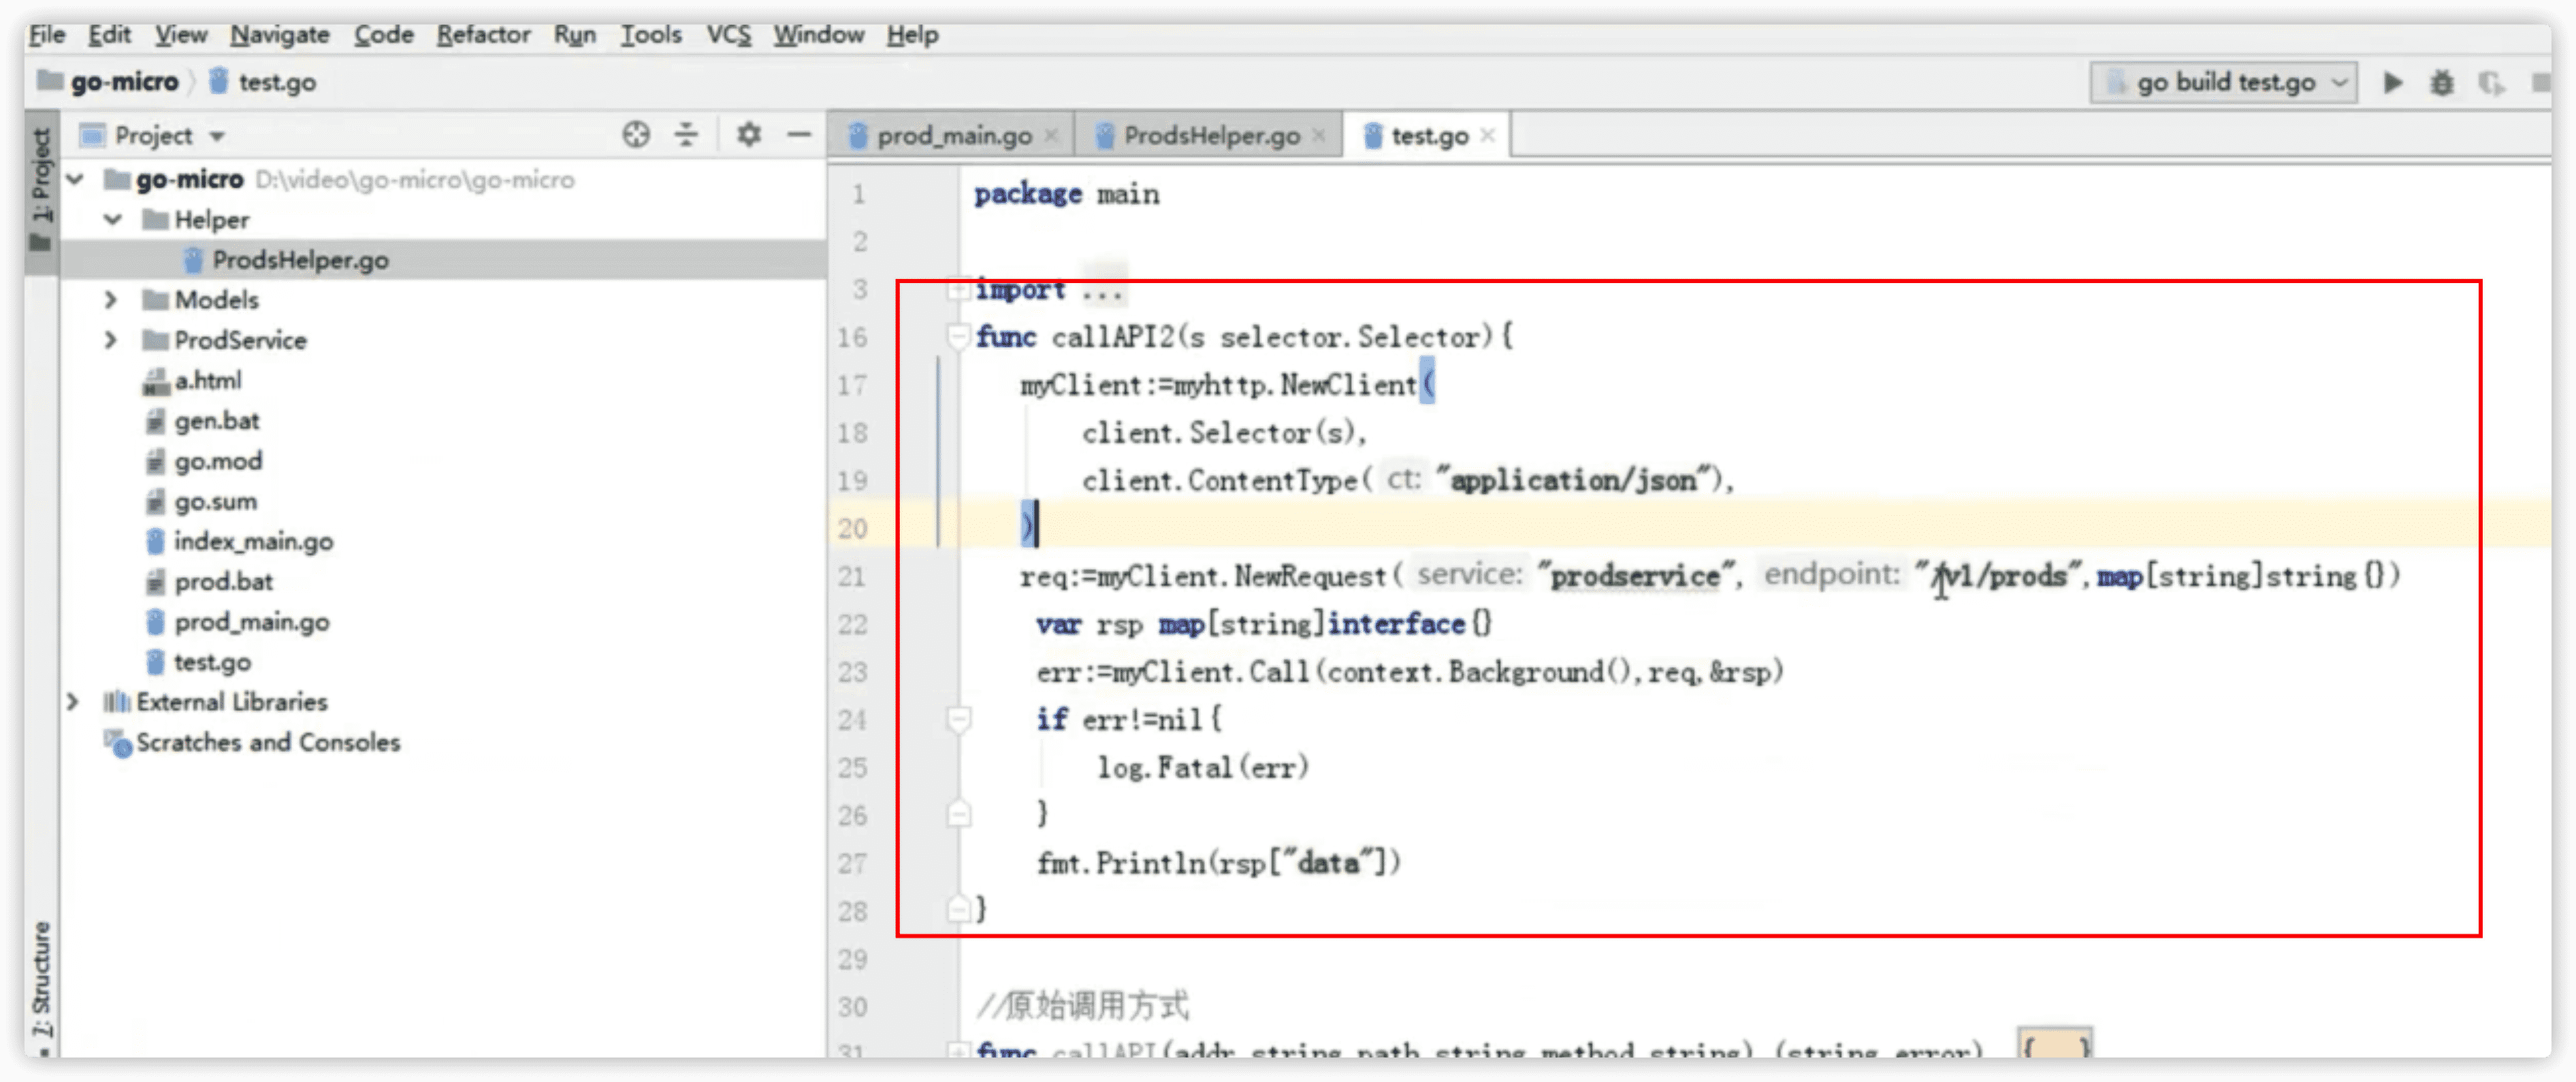 File Edit View Navigate Code Refactor Run Tools VCS Window Help
go-micro test.go
go build test.go
1: Project
Project
go-micro D:\video\go-micro\go-micro
Helper
ProdsHelper.go
Models
ProdService
a.html
gen.bat
go.mod
go.sum
index_main.go
prod.bat
prod_main.go
test.go
External Libraries
Scratches and Consoles
7: Structure
prod_main.go ProdsHelper.go test.go
1 package main
2
3 import ...
16 func callAPI2(s selector.Selector){
17 myClient:=myhttp.NewClient(
18 client.Selector(s),
19 client.ContentType( ct: "application/json"),
20 )
21 req:=myClient.NewRequest( service: "prodservice", endpoint: "/v1/prods",map[string]string{})
22 var rsp map[string]interface{}
23 err:=myClient.Call(context.Background(),req,&rsp)
24 if err!=nil{
25 log.Fatal(err)
26 }
27 fmt.Println(rsp["data"])
28 }
29
30 //原始调用方式
31 func callAPI(addr string,path string,method string) (string,error) {...}